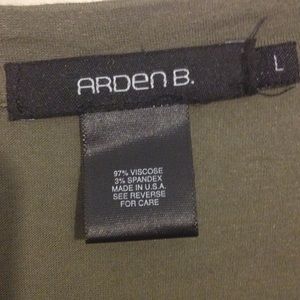 ARDEN B.
L
97% VISCOSE
3% SPANDEX
MADE IN U.S.A.
SEE REVERSE
FOR CARE